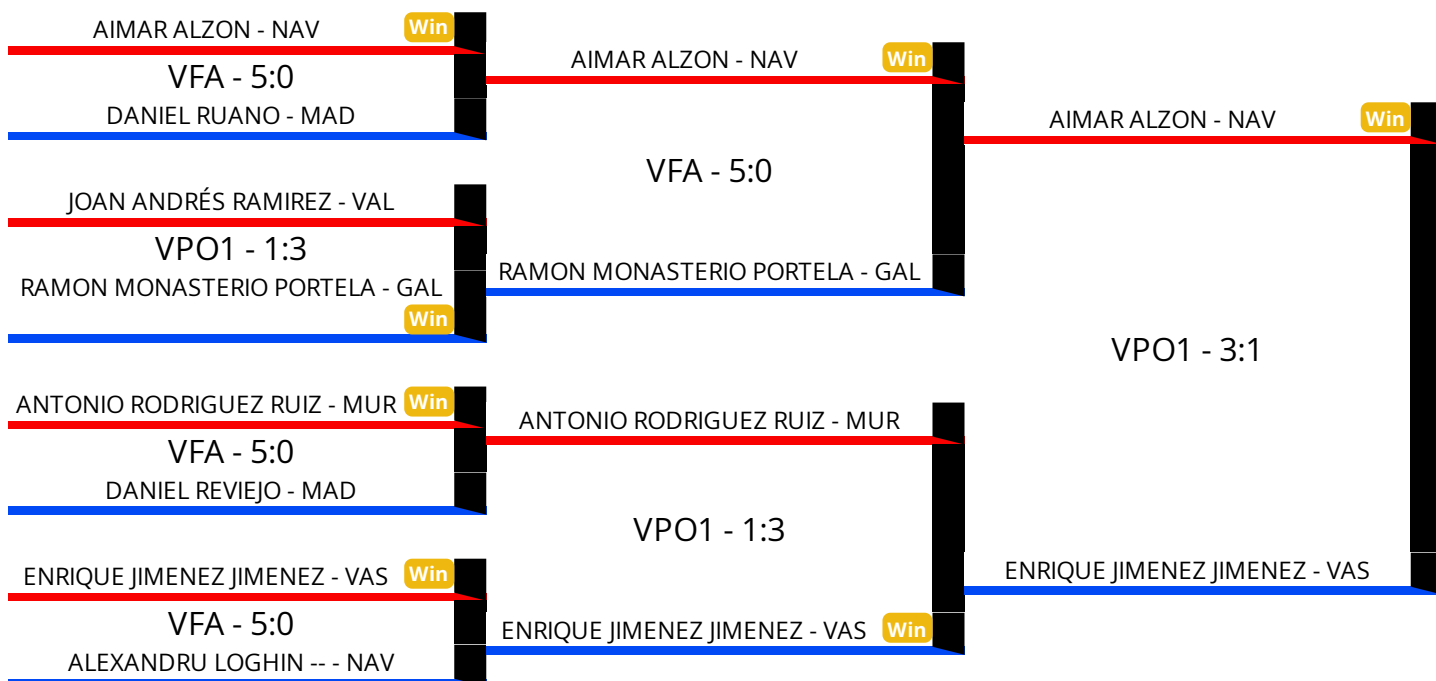 AIMAR ALZON - NAV Win
VFA - 5:0
DANIEL RUANO - MAD
JOAN ANDRÉS RAMIREZ - VAL
VPO1 - 1:3
RAMON MONASTERIO PORTELA - GAL
Win
ANTONIO RODRIGUEZ RUIZ - MUR Win
VFA - 5:0
DANIEL REVIEJO - MAD
ENRIQUE JIMENEZ JIMENEZ - VAS Win
VFA - 5:0
ALEXANDRU LOGHIN -- - NAV
AIMAR ALZON - NAV Win
VFA - 5:0
RAMON MONASTERIO PORTELA - GAL
ANTONIO RODRIGUEZ RUIZ - MUR
VPO1 - 1:3
ENRIQUE JIMENEZ JIMENEZ - VAS Win
AIMAR ALZON - NAV Win
VPO1 - 3:1
ENRIQUE JIMENEZ JIMENEZ - VAS